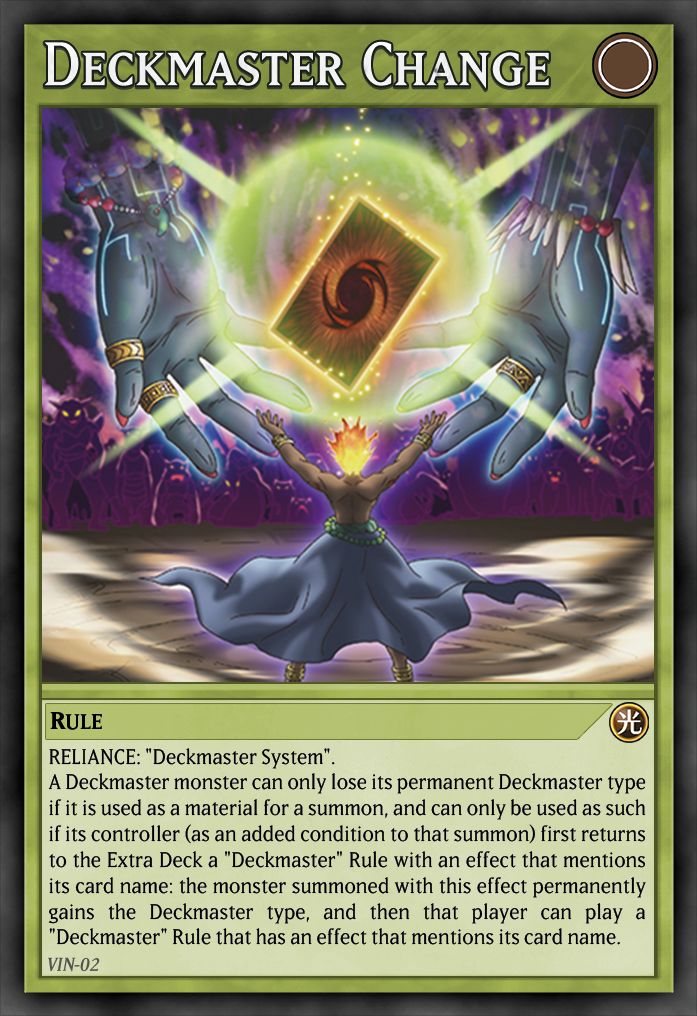 DECKMASTER CHANGE
RULE
光
RELIANCE: "Deckmaster System".
A Deckmaster monster can only lose its permanent Deckmaster type
if it is used as a material for a summon, and can only be used as such
if its controller (as an added condition to that summon) first returns
to the Extra Deck a "Deckmaster" Rule with an effect that mentions
its card name: the monster summoned with this effect permanently
gains the Deckmaster type, and then that player can play a
"Deckmaster" Rule that has an effect that mentions its card name.
VIN-02